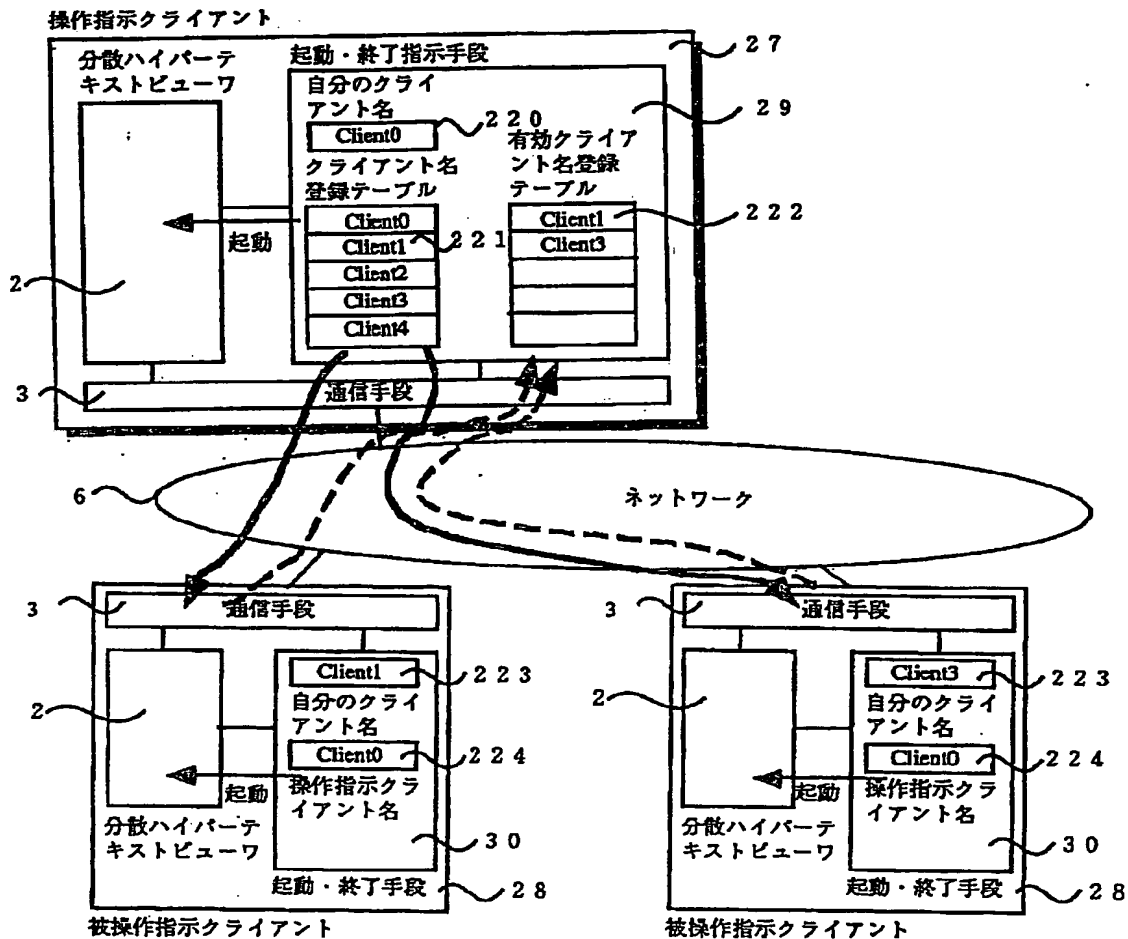 操作指示クライアント
27
分散ハイパーテ
キストビューワ
起動・終了指示手段
29
自分のクライ
アント名
220
Client0
有効クライア
ント名登録
テーブル
クライアント名
登録テーブル
222
Client0
Client1
Client2
Client3
Client4
221
Client1
Client3
起動
2
3
通信手段
6
ネットワーク
3
通信手段
2
Client1
223
自分のクライ
アント名
Client0
224
起動
操作指示クラ
イアント名
分散ハイパーテ
キストビューワ
30
起動・終了手段
28
被操作指示クライアント
3
通信手段
2
Client3
223
自分のクライ
アント名
Client0
224
起動
操作指示クラ
イアント名
分散ハイパーテ
キストビューワ
30
起動・終了手段
28
被操作指示クライアント